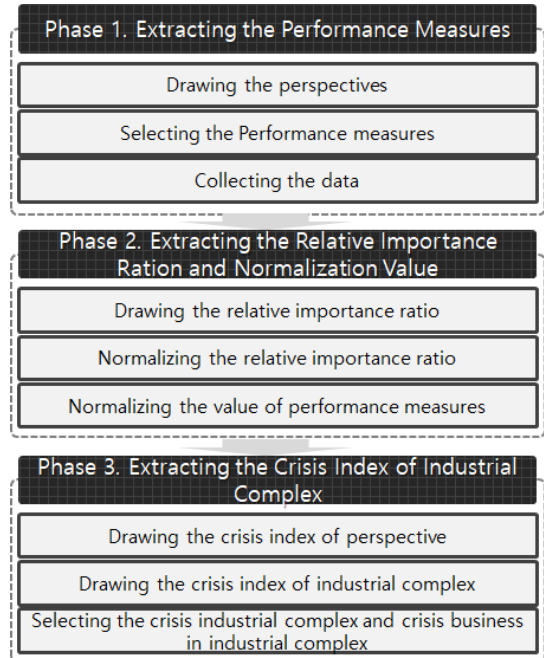 Phase 1. Extracting the Performance Measures
Drawing the perspectives
Selecting the Performance measures
Collecting the data
Phase 2. Extracting the Relative Importance
Ration and Normalization Value
Drawing the relative importance ratio
Normalizing the relative importance ratio
Normalizing the value of performance measures
Phase 3. Extracting the Crisis Index of Industrial
Complex
Drawing the crisis index of perspective
Drawing the crisis index of industrial complex
Selecting the crisis industrial complex and crisis business
in industrial complex